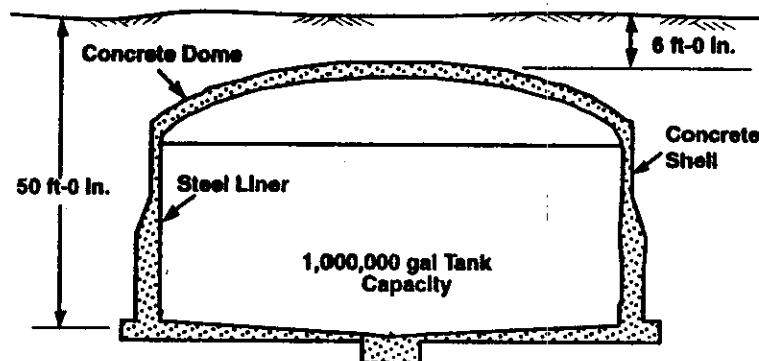 6 ft-0 in.
Concrete Dome
Concrete
Shell
50 ft-0 in.
Steel Liner
1,000,000 gal Tank
Capacity